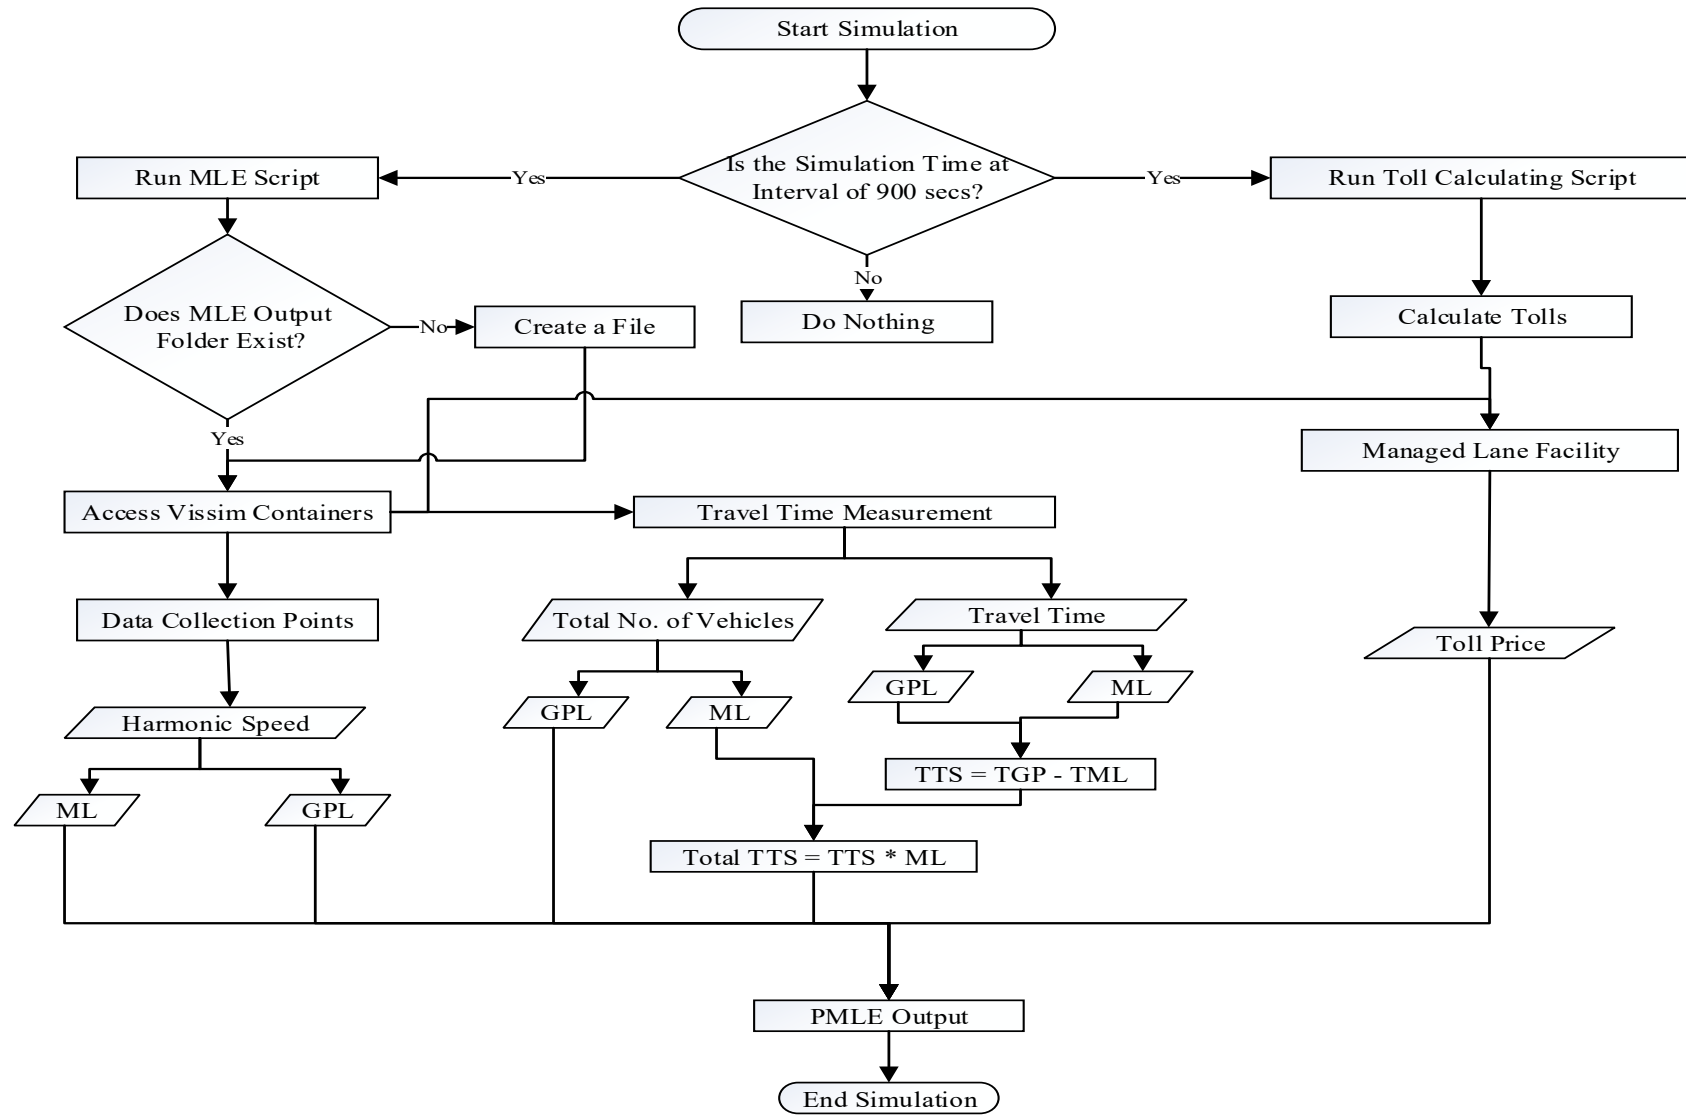 Start Simulation
Is the Simulation Time at
Interval of 900 secs?
Yes
Yes
Run MLE Script
Run Toll Calculating Script
No
Does MLE Output
Folder Exist?
No
Create a File
Do Nothing
Calculate Tolls
Yes
Managed Lane Facility
Access Vissim Containers
Travel Time Measurement
Data Collection Points
Total No. of Vehicles
Travel Time
Toll Price
GPL
ML
GPL
ML
Harmonic Speed
TTS = TGP - TML
ML
GPL
Total TTS = TTS * ML
PMLE Output
End Simulation